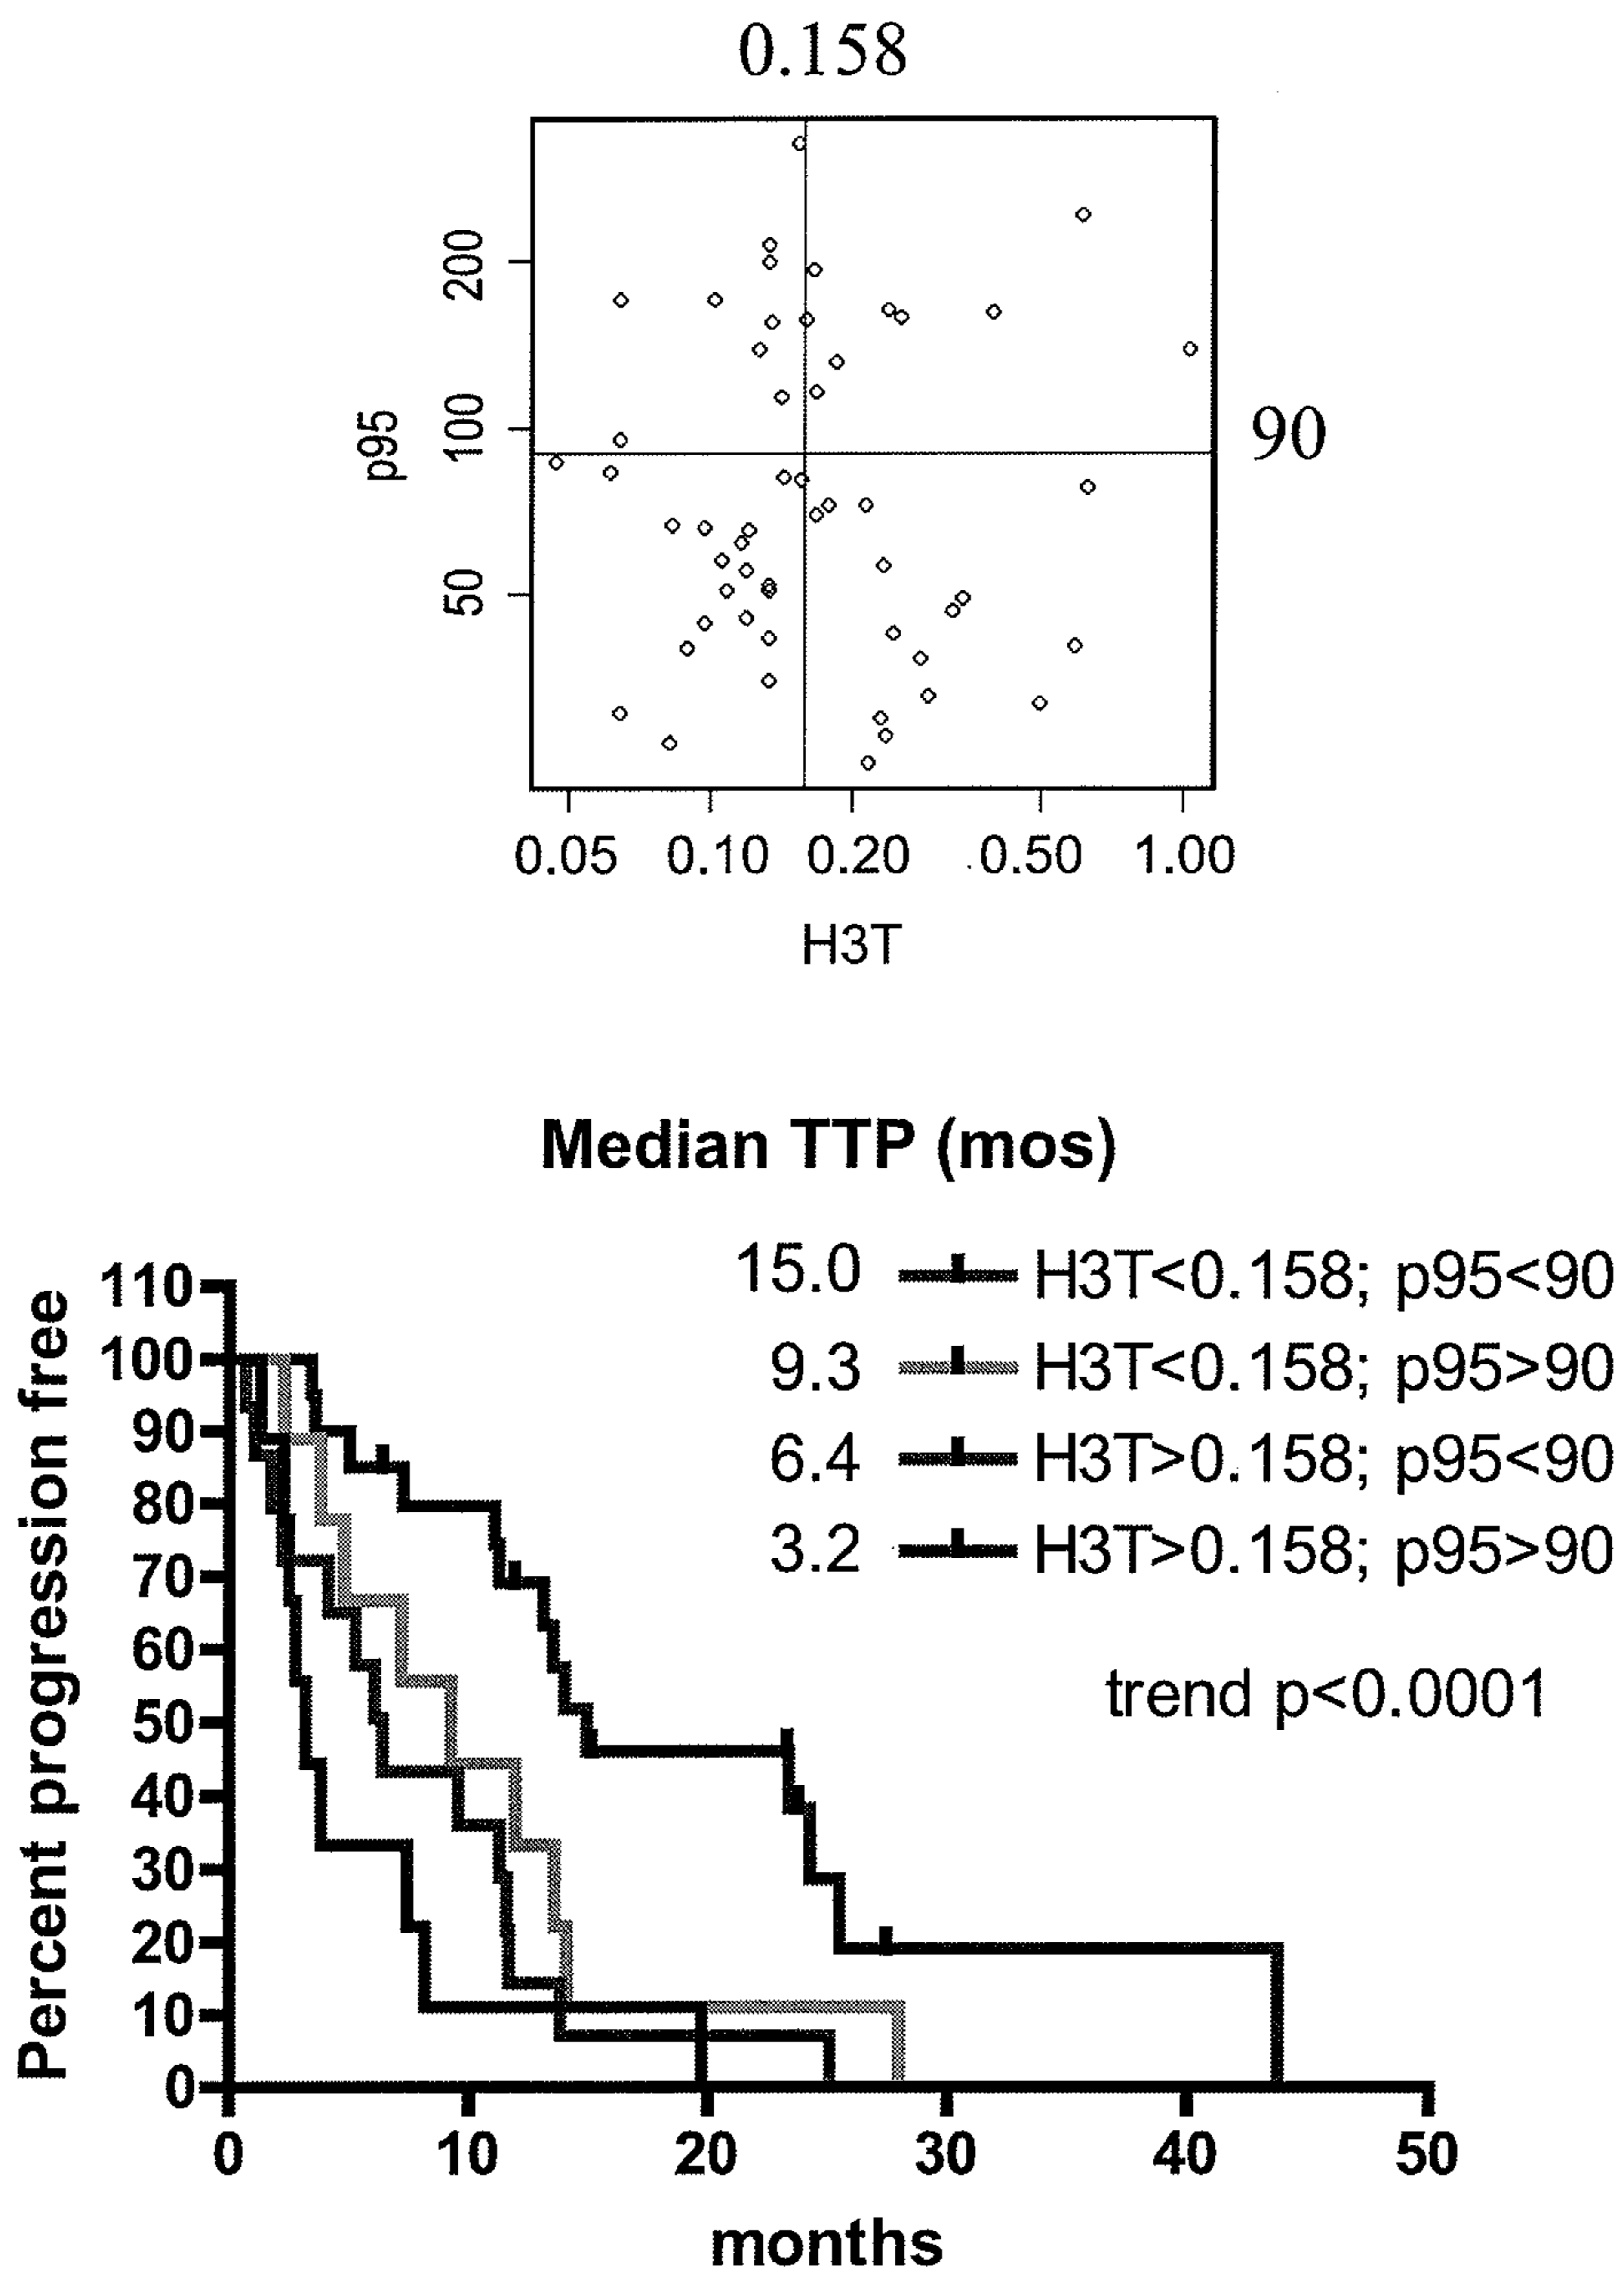 0.158
200
100
50
p95
90
0.05 0.10 0.20 0.50 1.00
H3T
Median TTP (mos)
15.0 H3T<0.158; p95<90
9.3 H3T<0.158; p95>90
6.4 H3T>0.158; p95<90
3.2 H3T>0.158; p95>90
trend p<0.0001
Percent progression free
110
100
90
80
70
60
50
40
30
20
10
0
0 10 20 30 40 50
months